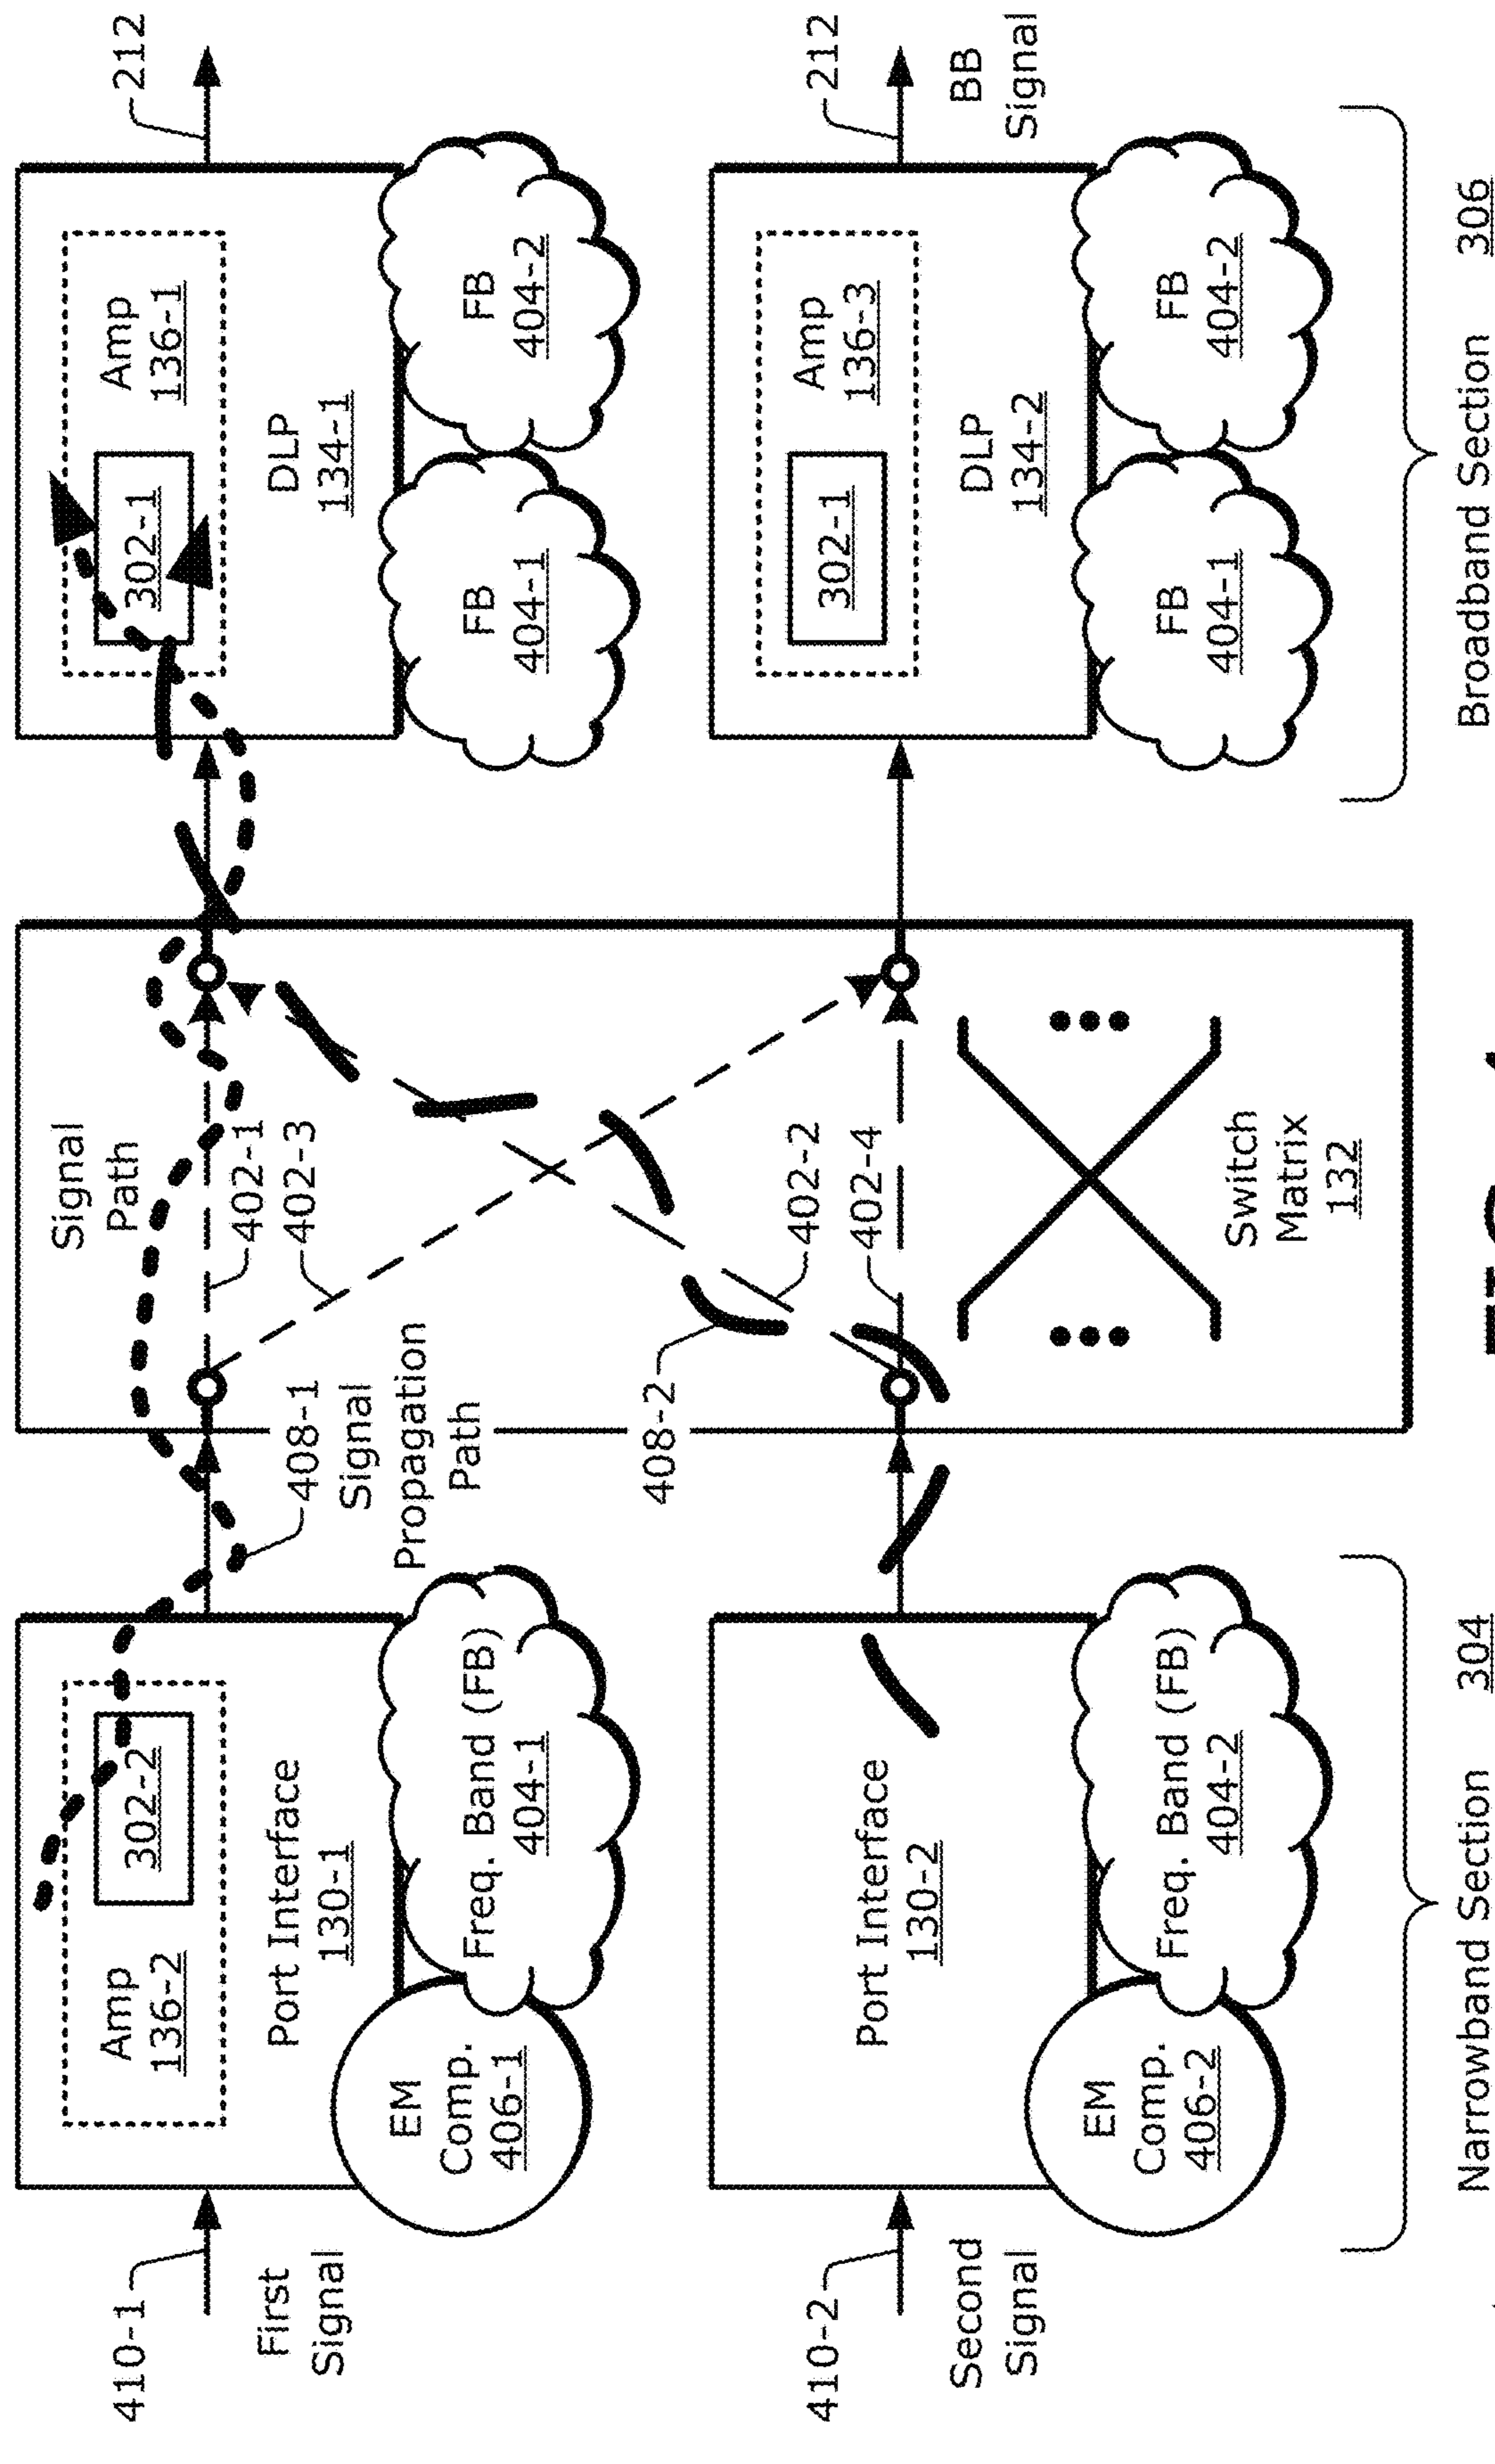 410-1
First
Signal
Amp
136-2
302-2
Port Interface
130-1
EM
Comp.
406-1
Freq. Band (FB)
404-1
408-1
Signal
Propagation
Path
Signal
Path
402-1
402-3
302-1
Amp
136-1
DLP
134-1
FB
404-1
FB
404-2
212
410-2
Second
Signal
Port Interface
130-2
EM
Comp.
406-2
Freq. Band (FB)
404-2
408-2
402-2
402-4
Switch
Matrix
132
302-1
Amp
136-3
DLP
134-2
FB
404-1
FB
404-2
212
BB
Signal
Narrowband Section 304
Broadband Section 306